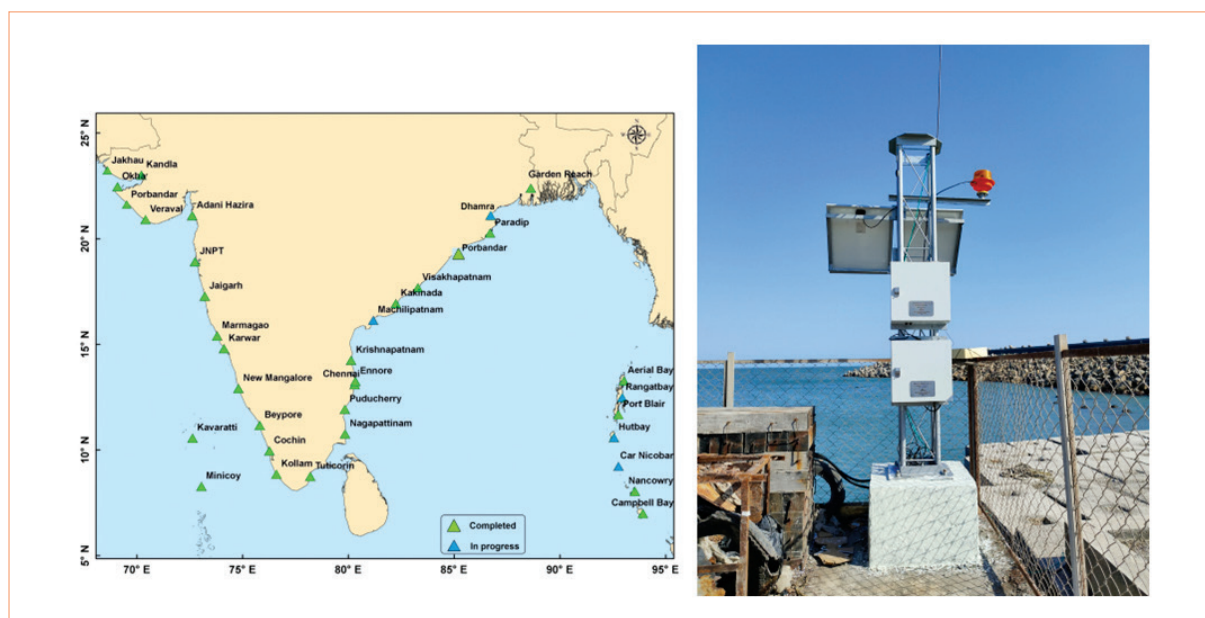 25° N
20° N
15° N
10° N
5° N
Jakhau
Kandla
Okha
Porbandar
Veraval
Adani Hazira
JNPT
Jaigarh
Marmagao
Karwar
New Mangalore
Beypore
Kavaratti
Cochin
Minicoy
Kollam
Tuticorin
Garden Reach
Dhamra
Paradip
Porbandar
Visakhapatnam
Kakinada
Machilipatnam
Krishnapatnam
Chennai
Ennore
Puducherry
Nagapattinam
Aerial Bay
Rangatbay
Port Blair
Hutbay
Car Nicobar
Nancowry
Campbell Bay
Completed
In progress
70° E
75° E
80° E
85° E
90° E
95° E